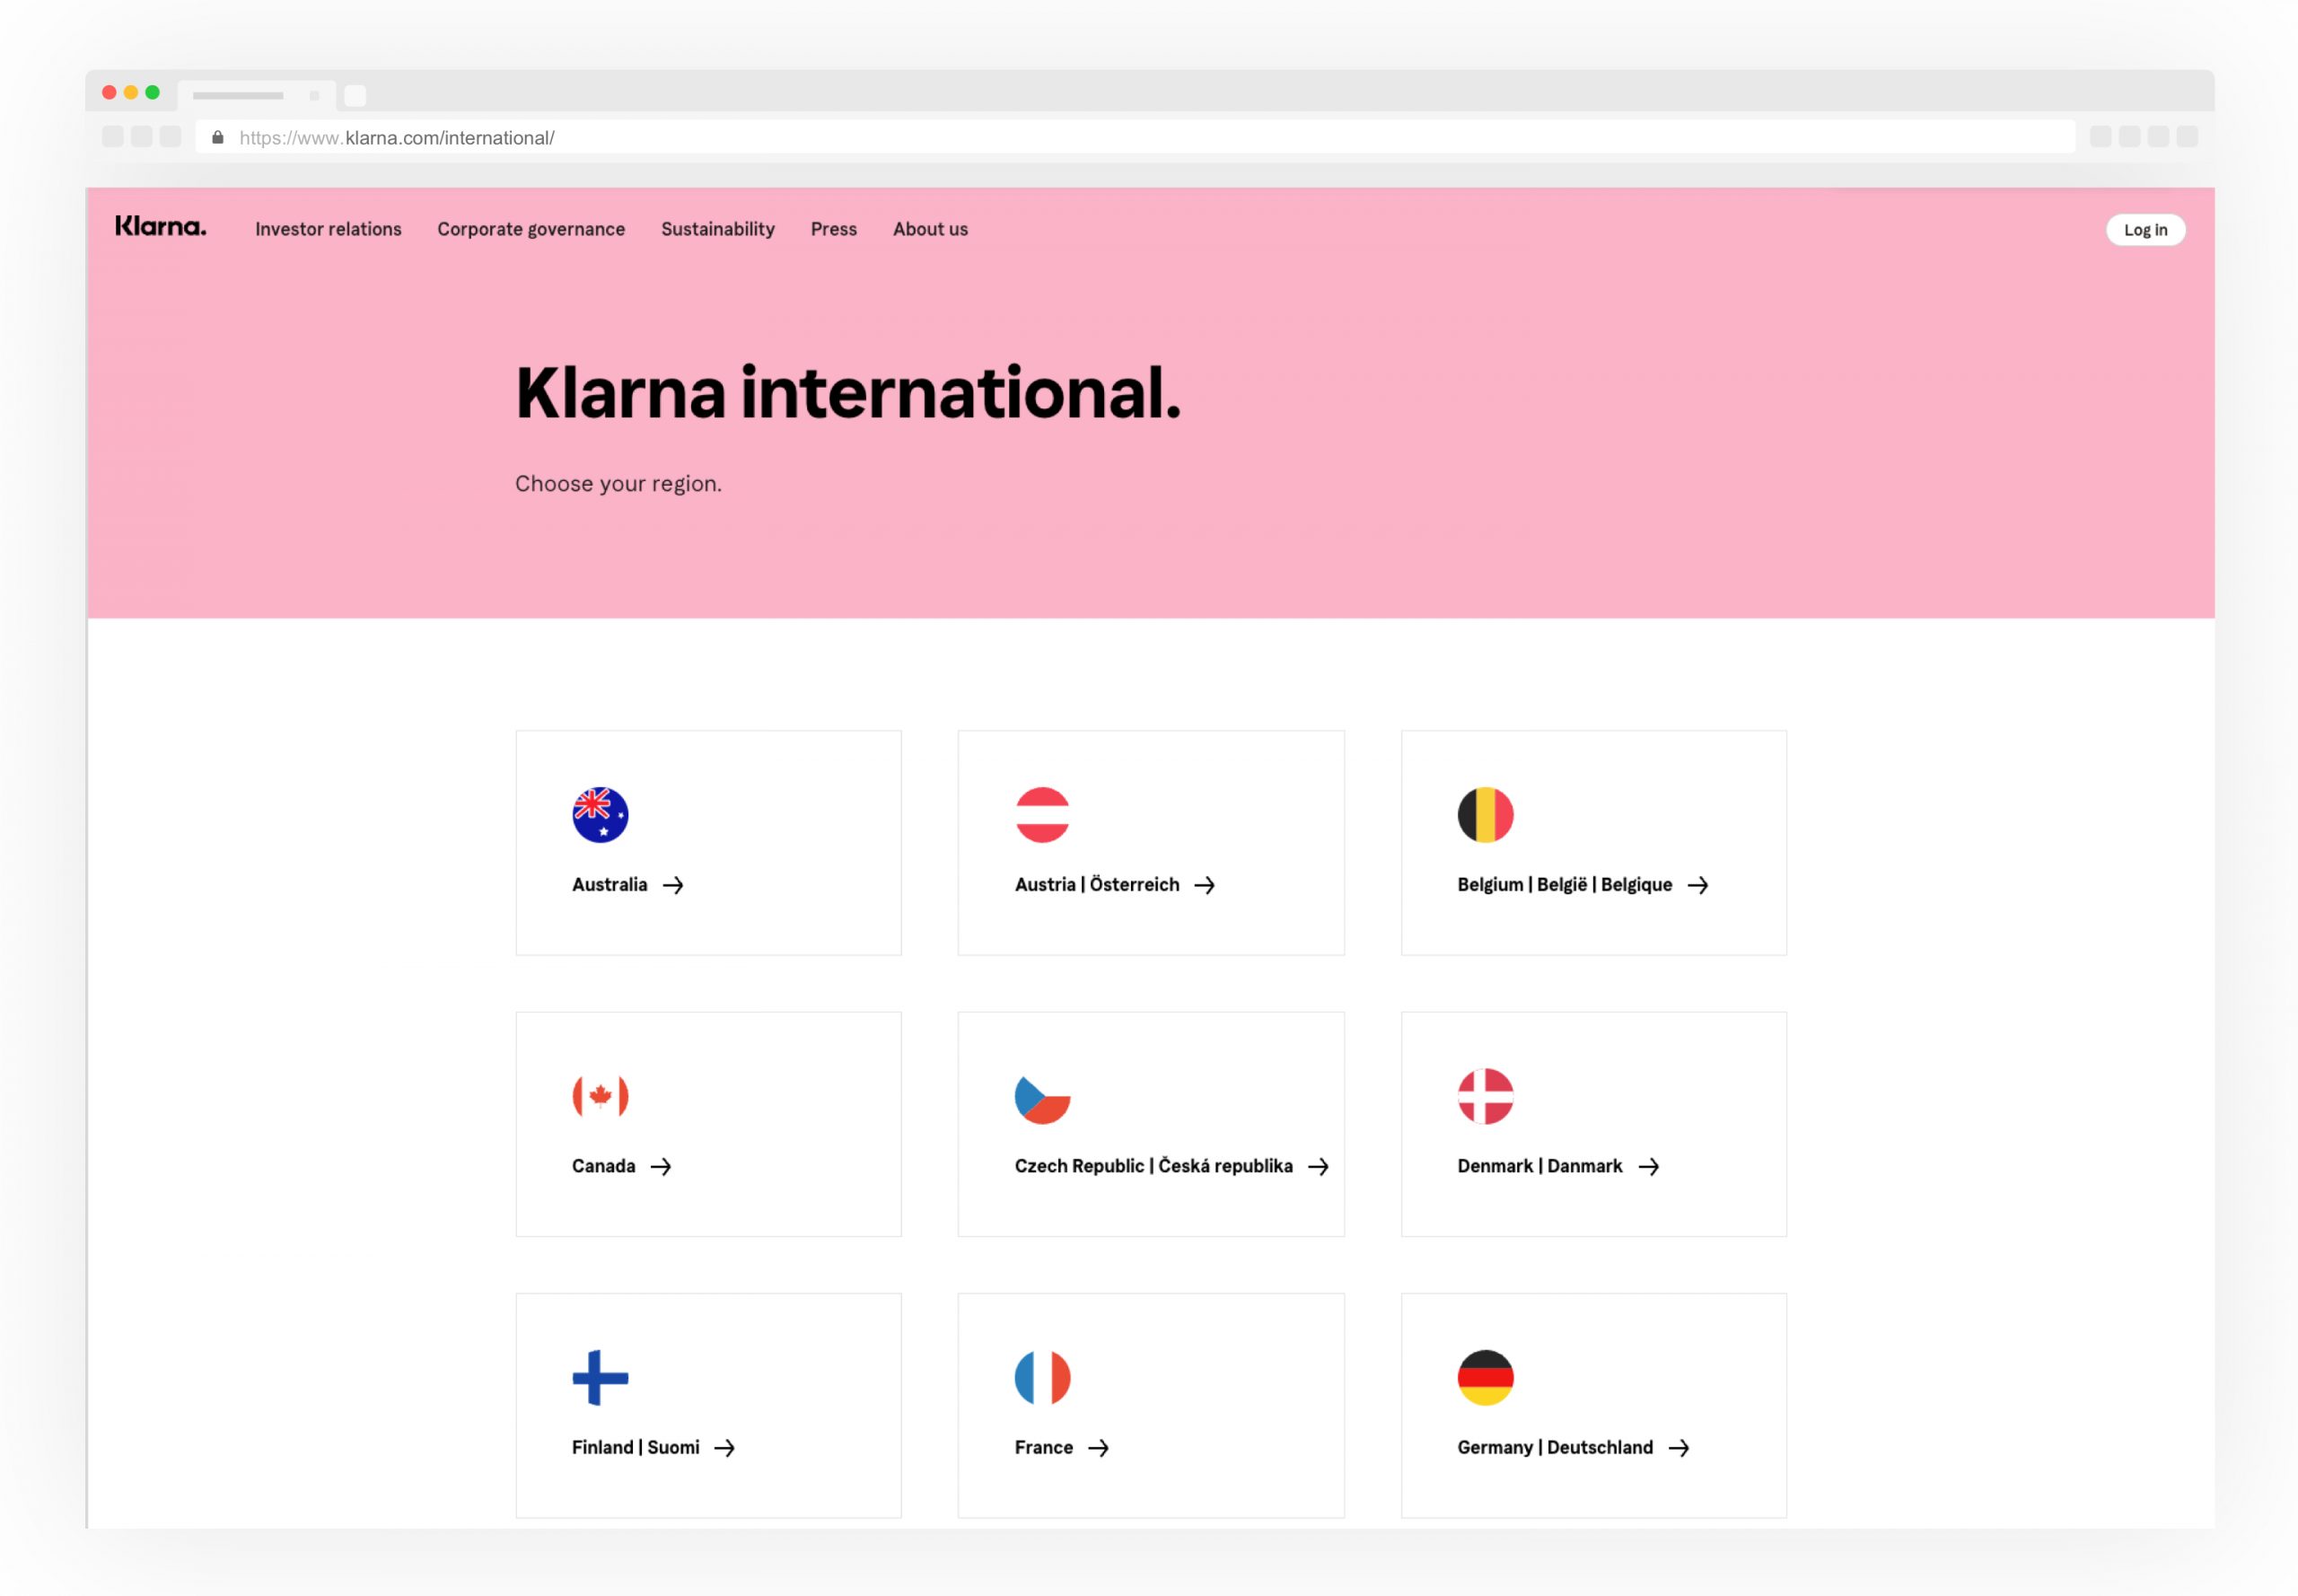 https://www.klarna.com/international/
Klarna. Investor relations Corporate governance Sustainability Press About us Log in
Klarna international.
Choose your region.
Australia → Austria | Österreich → Belgium | België | Belgique →
Canada → Czech Republic | Česká republika → Denmark | Danmark →
Finland | Suomi → France → Germany | Deutschland →